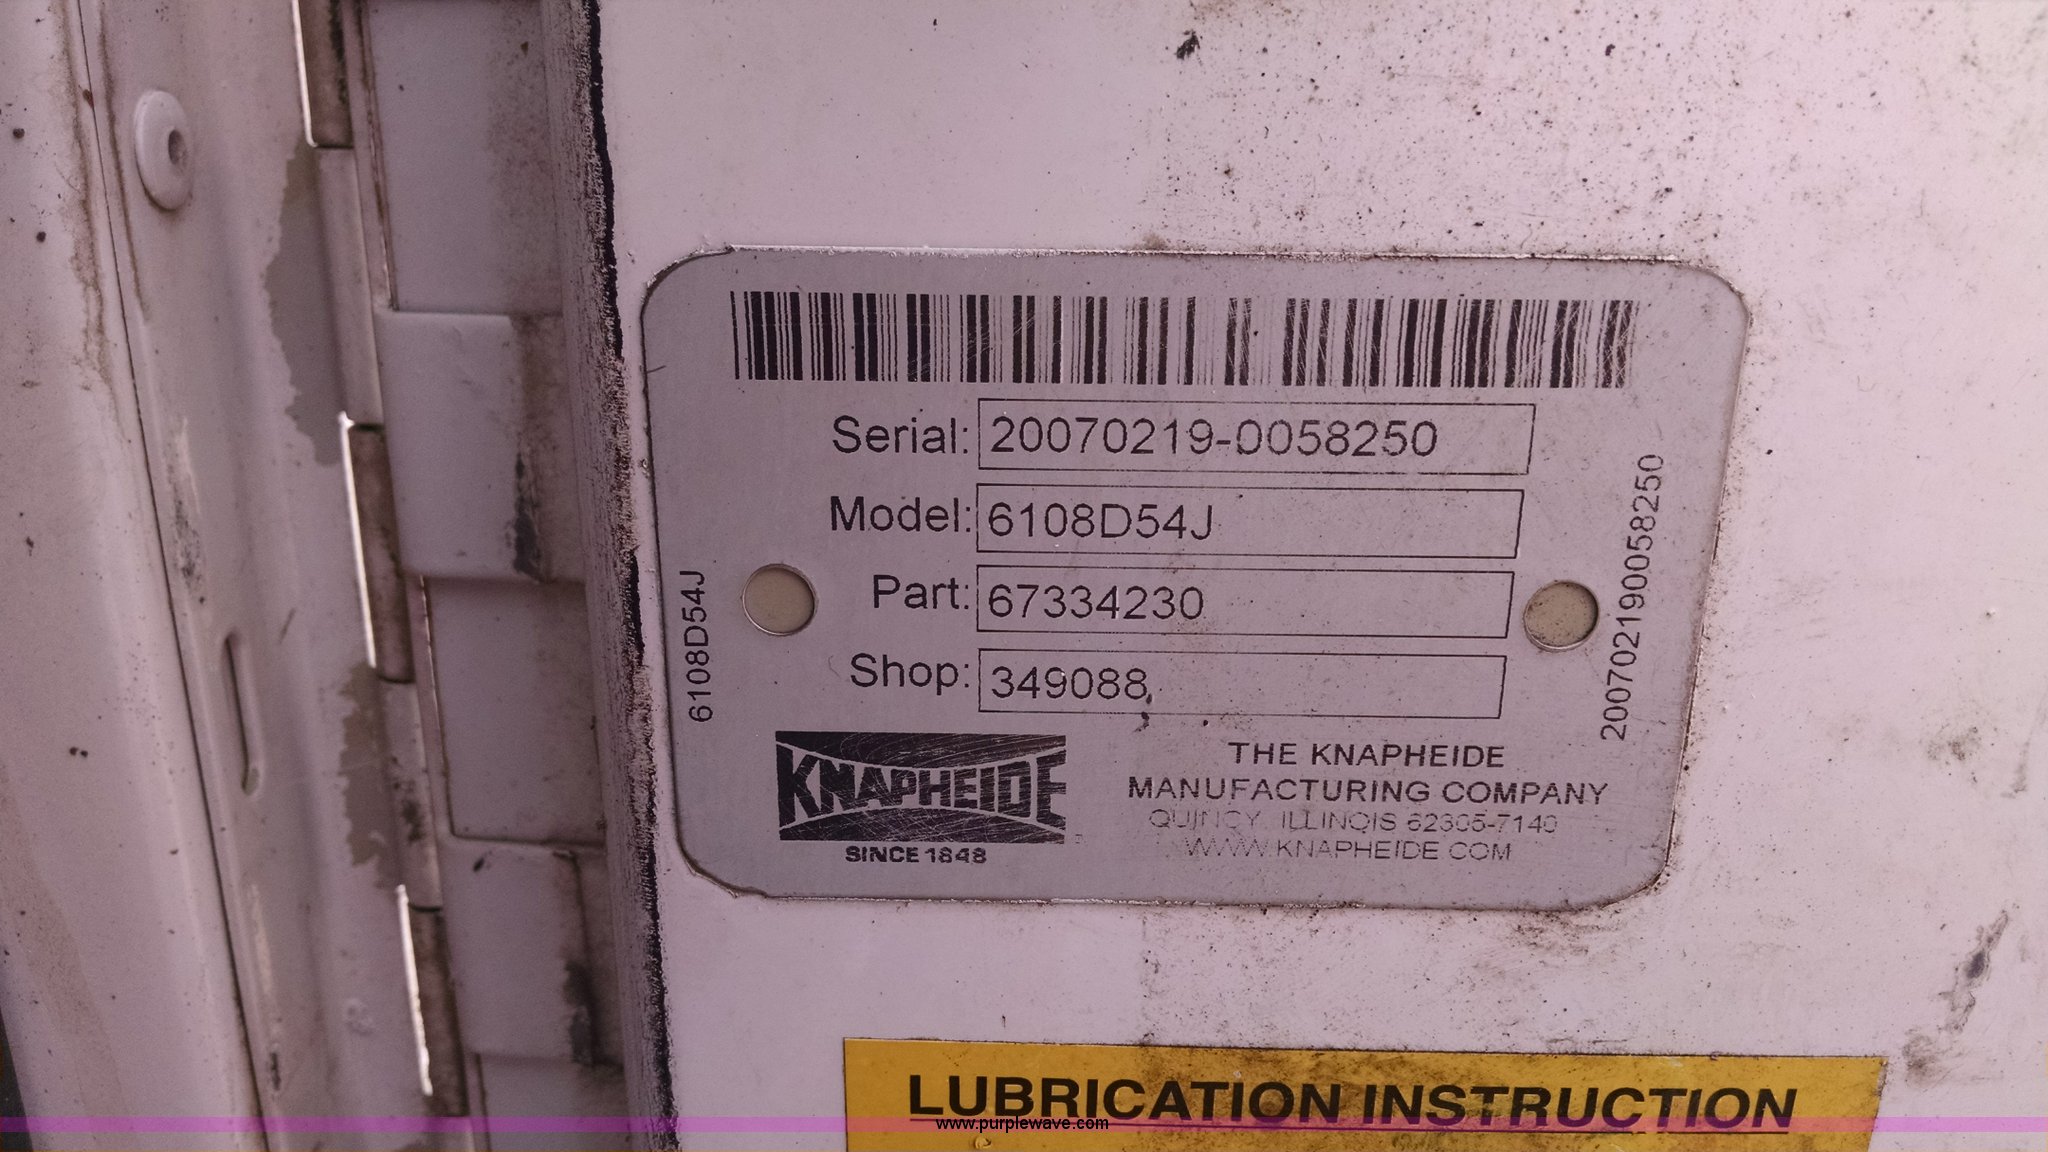 Serial: 20070219-0058250
Model: 6108D54J
Part: 67334230
Shop: 349088
6108D54J
200702190058250
KNAPHEIDE
SINCE 1848
THE KNAPHEIDE
MANUFACTURING COMPANY
QUINCY, ILLINOIS 62305-7140
WWW.KNAPHEIDE.COM
LUBRICATION INSTRUCTION
www.purplewave.com